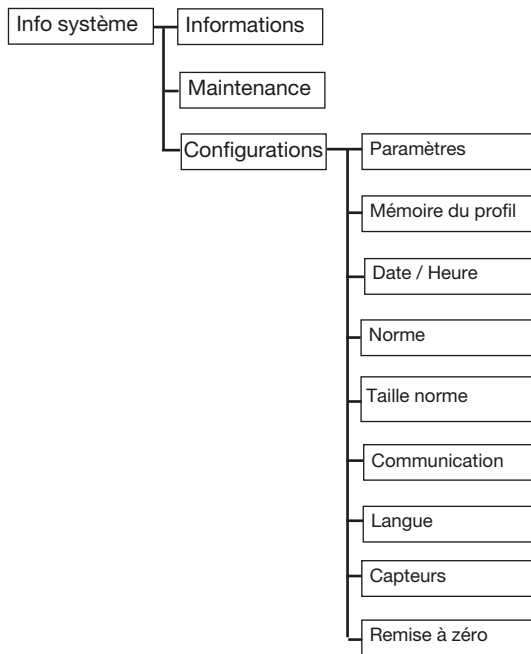 Info système
Informations
Maintenance
Configurations
Paramètres
Mémoire du profil
Date / Heure
Norme
Taille norme
Communication
Langue
Capteurs
Remise à zéro